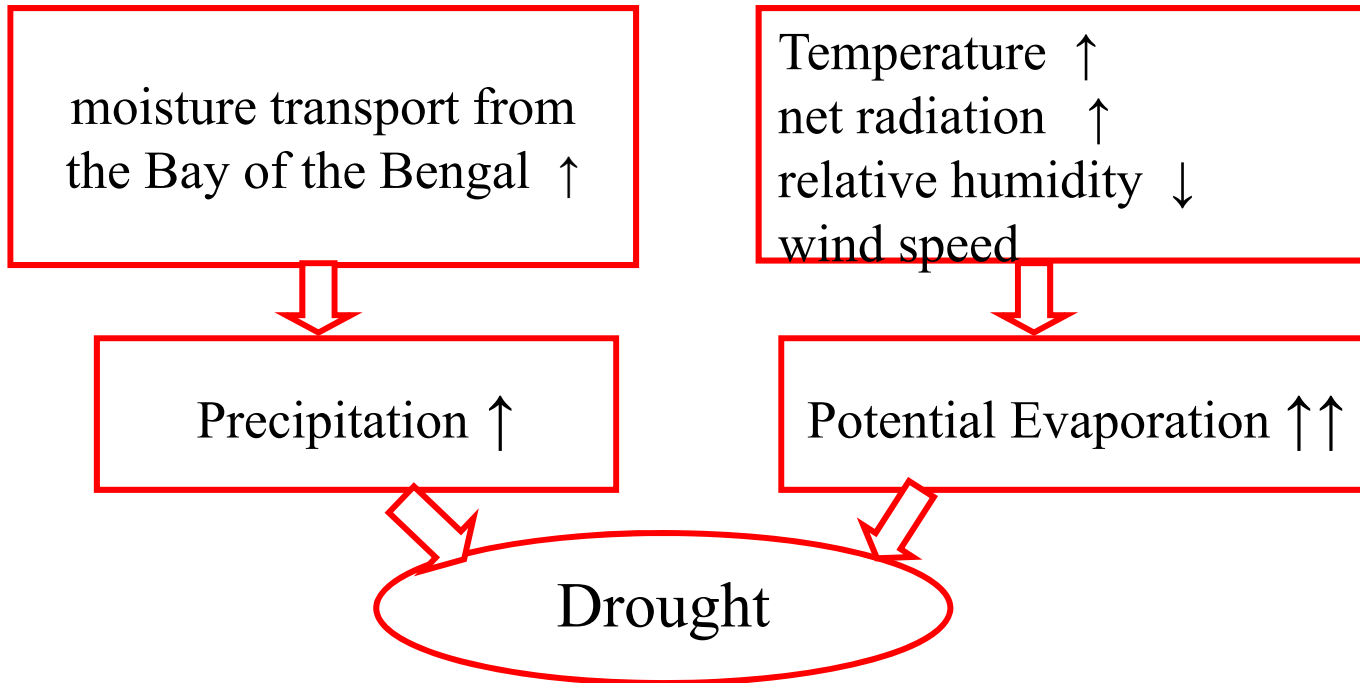 moisture transport from
the Bay of the Bengal ↑
Temperature ↑
net radiation ↑
relative humidity ↓
wind speed
Precipitation ↑
Potential Evaporation ↑↑
Drought